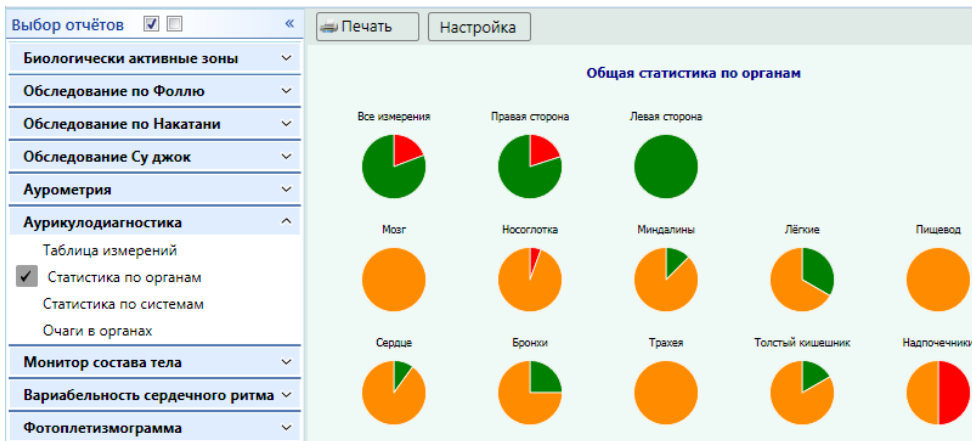 Выбор отчётов «
Биологически активные зоны
Обследование по Фоллю
Обследование по Накатани
Обследование Су джок
Аурометрия
Аурикулодиагностика
Таблица измерений
Статистика по органам
Статистика по системам
Очаги в органах
Монитор состава тела
Вариабельность сердечного ритма
Фотоплетизмограмма
Печать Настройка
Общая статистика по органам
Все измерения Правая сторона Левая сторона
Мозг Носоглотка Миндалины Лёгкие Пищевод
Сердце Бронхи Трахея Толстый кишешник Надпочечники